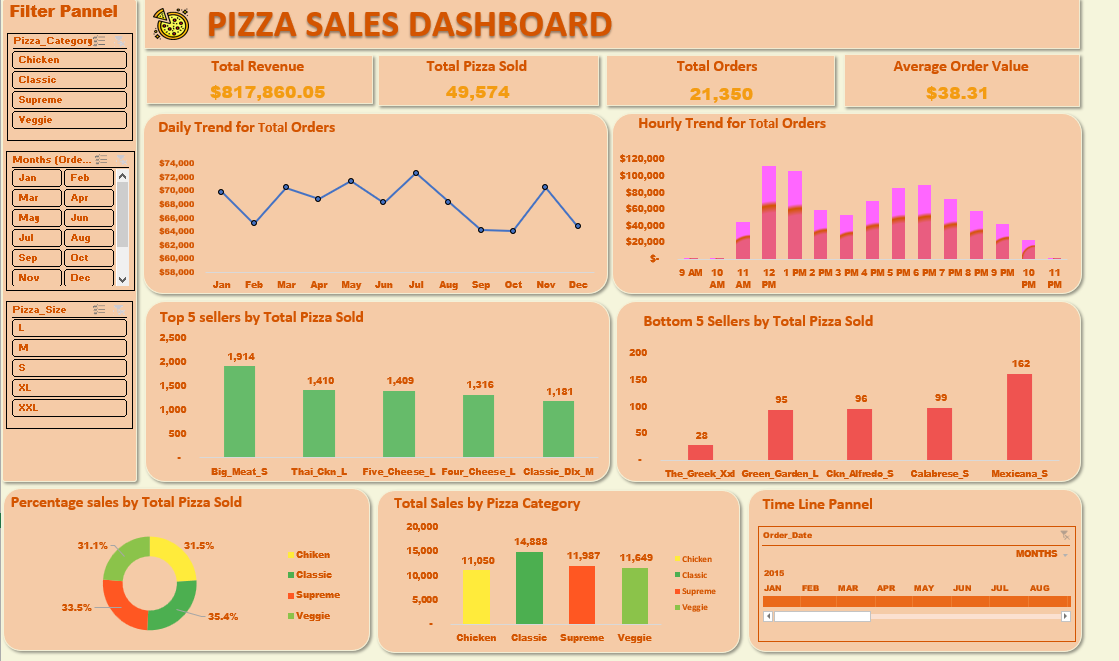 Filter Pannel
Pizza_Category
Chicken
Classic
Supreme
Veggie
Months (Orde...
Jan Feb
Mar Apr
May Jun
Jul Aug
Sep Oct
Nov Dec
Pizza_Size
L
M
S
XL
XXL
PIZZA SALES DASHBOARD
Total Revenue
$817,860.05
Total Pizza Sold
49,574
Total Orders
21,350
Average Order Value
$38.31
Daily Trend for Total Orders
$74,000
$72,000
$70,000
$68,000
$66,000
$64,000
$62,000
$60,000
$58,000
Jan Feb Mar Apr May Jun Jul Aug Sep Oct Nov Dec
Hourly Trend for Total Orders
$120,000
$100,000
$80,000
$60,000
$40,000
$20,000
$-
9 AM 10 AM 11 AM 12 PM 1 PM 2 PM 3 PM 4 PM 5 PM 6 PM 7 PM 8 PM 9 PM 10 PM 11 PM
Top 5 sellers by Total Pizza Sold
2,500
2,000
1,500
1,000
500
-
1,914 1,410 1,409 1,316 1,181
Big_Meat_S Thai_Ckn_L Five_Cheese_L Four_Cheese_L Classic_Dlx_M
Bottom 5 Sellers by Total Pizza Sold
200
150
100
50
-
28 95 96 99 162
The_Greek_Xxl Green_Garden_L Ckn_Alfredo_S Calabrese_S Mexicana_S
Percentage sales by Total Pizza Sold
31.1% 31.5%
33.5% 35.4%
Chiken
Classic
Supreme
Veggie
Total Sales by Pizza Category
20,000
15,000
10,000
5,000
-
11,050 14,888 11,987 11,649
Chicken Classic Supreme Veggie
Chicken
Classic
Supreme
Veggie
Time Line Pannel
Order_Date
MONTHS
2015
JAN FEB MAR APR MAY JUN JUL AUG